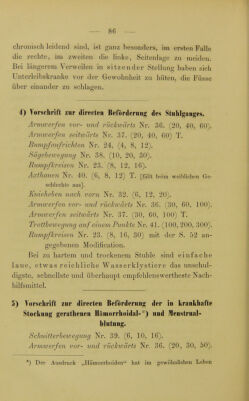 — 86 —
chronisch leidend sind, ist ganz besonders, im ersten Falle
die rechte, im zweiten die linke, Seitenlage zu meiden.
Bei längerem Verweilen in sitzender Stellung haben sich
Unterleibskranke vor der Gewohnheit zu hüten, die Füsse
über einander zu schlagen.
4) Vorschrift zur directen Beförderung des Stuhlganges.
Armwerfen vor- und rückwärts Nr. 36. (20, 40, 60).
Armwerfen seitwärts Nr. 37. (20, 40, 60) T.
Rumpfaufrichten Nr. 24, (4, 8, 12).
Sägebewegung Nr. 38, (10, 20, 30).
Rumpfkreisen Nr. 23. (8, 12, 16).
Axthauen Nr. 40. (6, 8, 12) T. (fällt beim weiblichen Ge-
schlechte aus).
Knieheben nach vorn Nr. 32. (6, 12, 20).
Armwerfen vor- und rückwärts Nr. 36. (30, 60, 100).
Armwerfen seitwärts Nr. 37. (30, 60, 100) T.
Trottbewegung auf einem Punkte Nr. 41. (100, 200, 300).
Rumpfkreisen Nr. 23. (8, 16, 30) mit der S. 52 an-
gegebenen Modification.
Bei zu hartem und trockenem Stuhle sind einfache
laue, etwas reichliche Wasserklystiere das unschul-
digste, schnellste und überhaupt empfehlenswertheste Nach-
hilfsmittel.
5) Vorschrift zur directen Beförderung der in krankhafte
Stockung gerathenen Hämorrhoidal-*) und Menstrual-
blutung.
Schnitterbewegung Nr. 39. (6, 10, 16).
Armwerfen vor- und rückwärts Nr. 36. (20, 30, 50).
*) Der Ausdruck „Hämorrhoiden“ hat im gewöhnlichen Leben